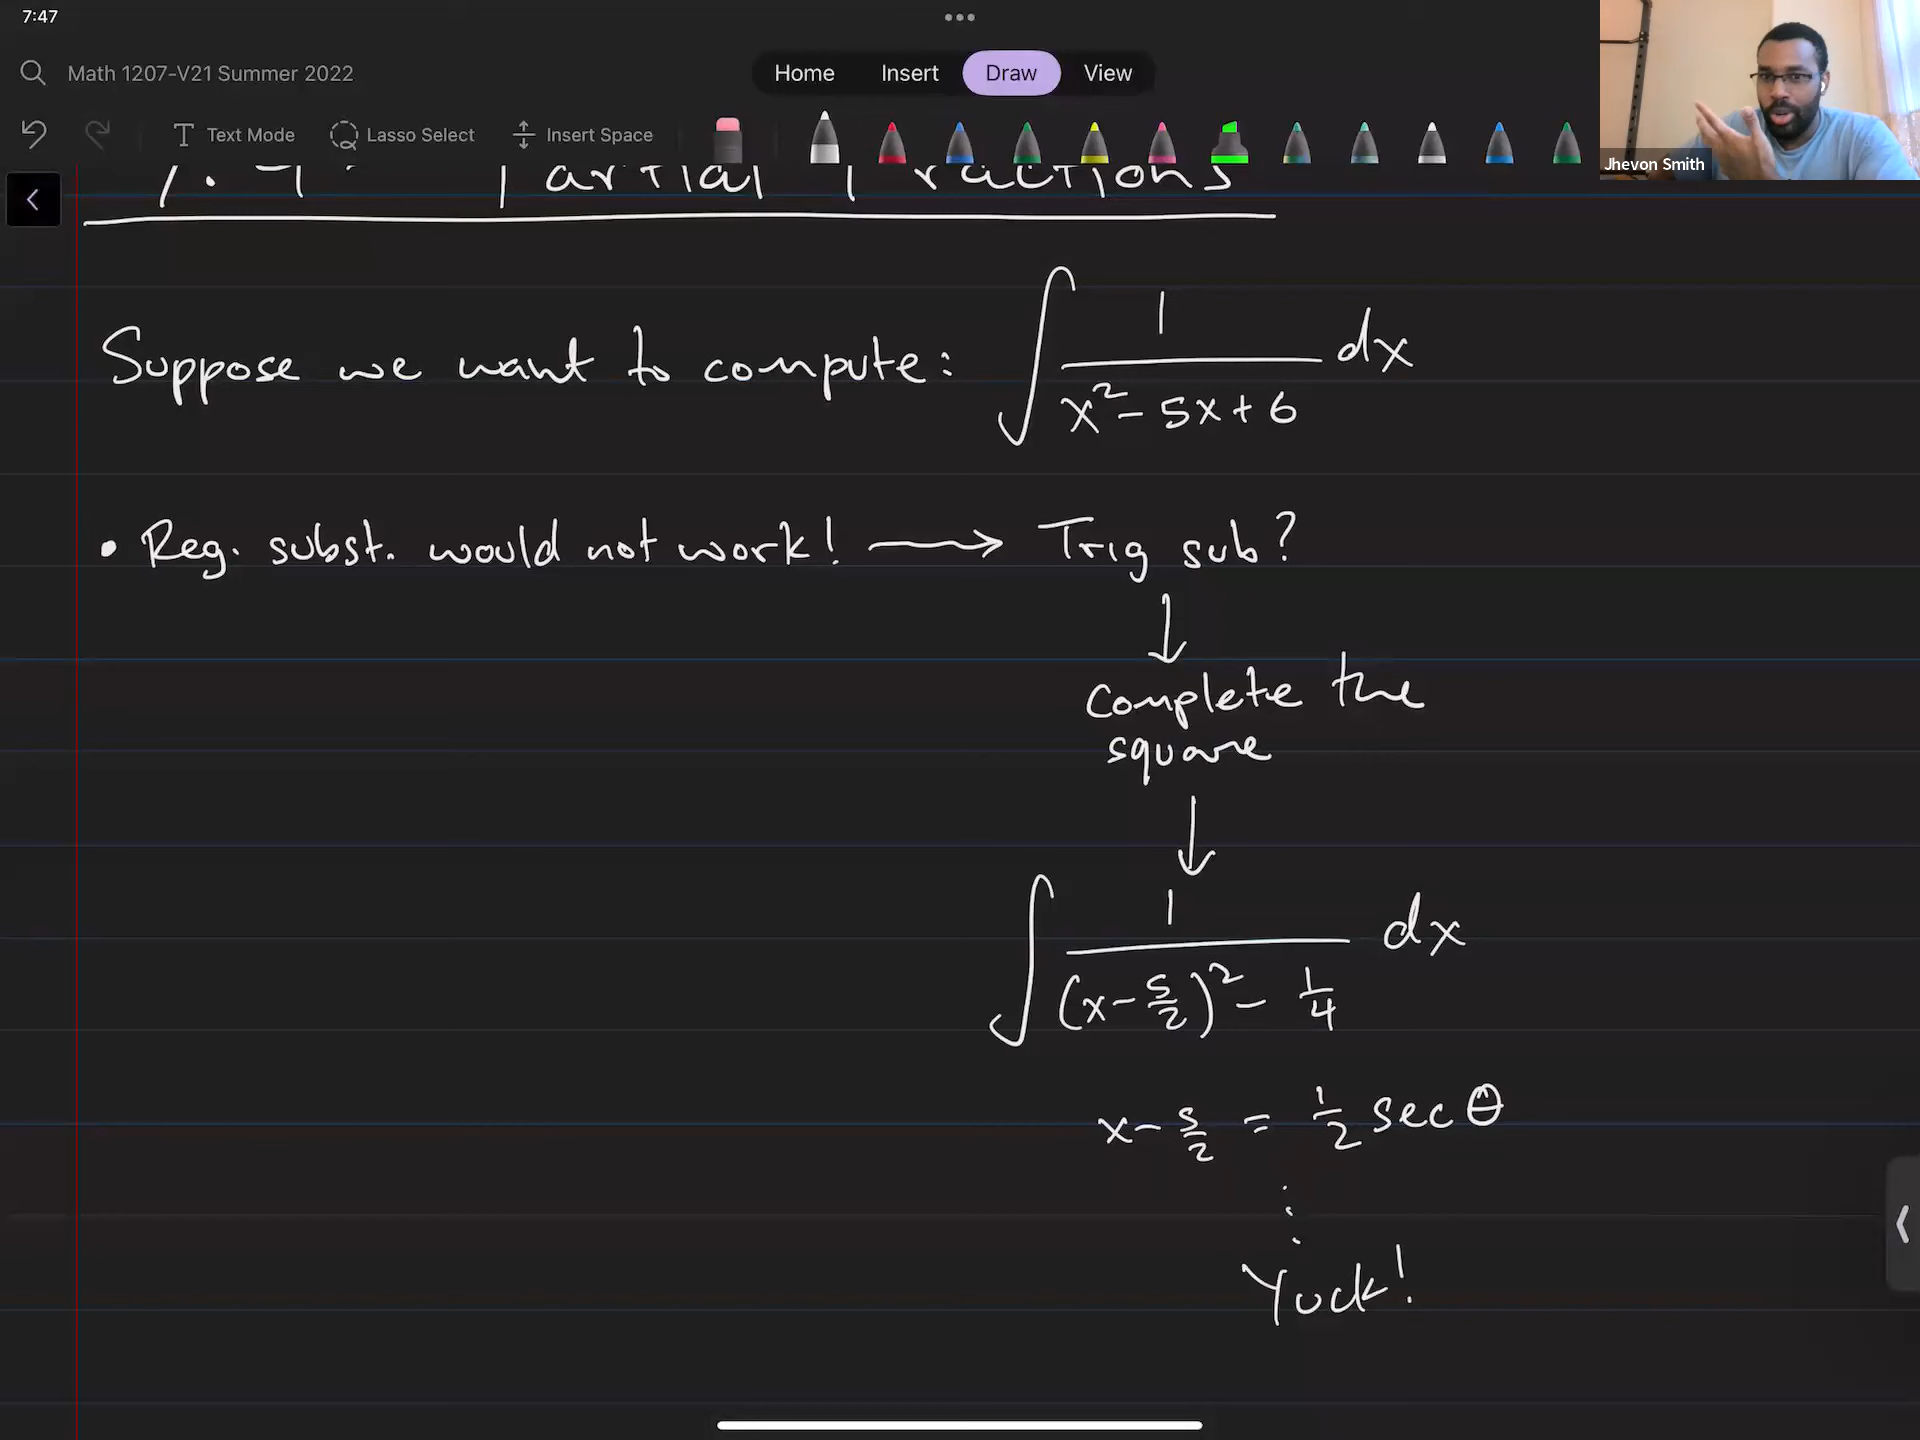 7:47
Math 1207-V21 Summer 2022
Home Insert Draw View
Text Mode Lasso Select Insert Space
Jhevon Smith
7.4: Partial Fractions
Suppose we want to compute: ∫ 1/(x² - 5x + 6) dx
• Reg. subst. would not work! → Trig sub?
↓
Complete the
square
↓
∫ 1/((x - 5/2)² - 1/4) dx
x - 5/2 = 1/2 sec θ
⋮
Yuck!